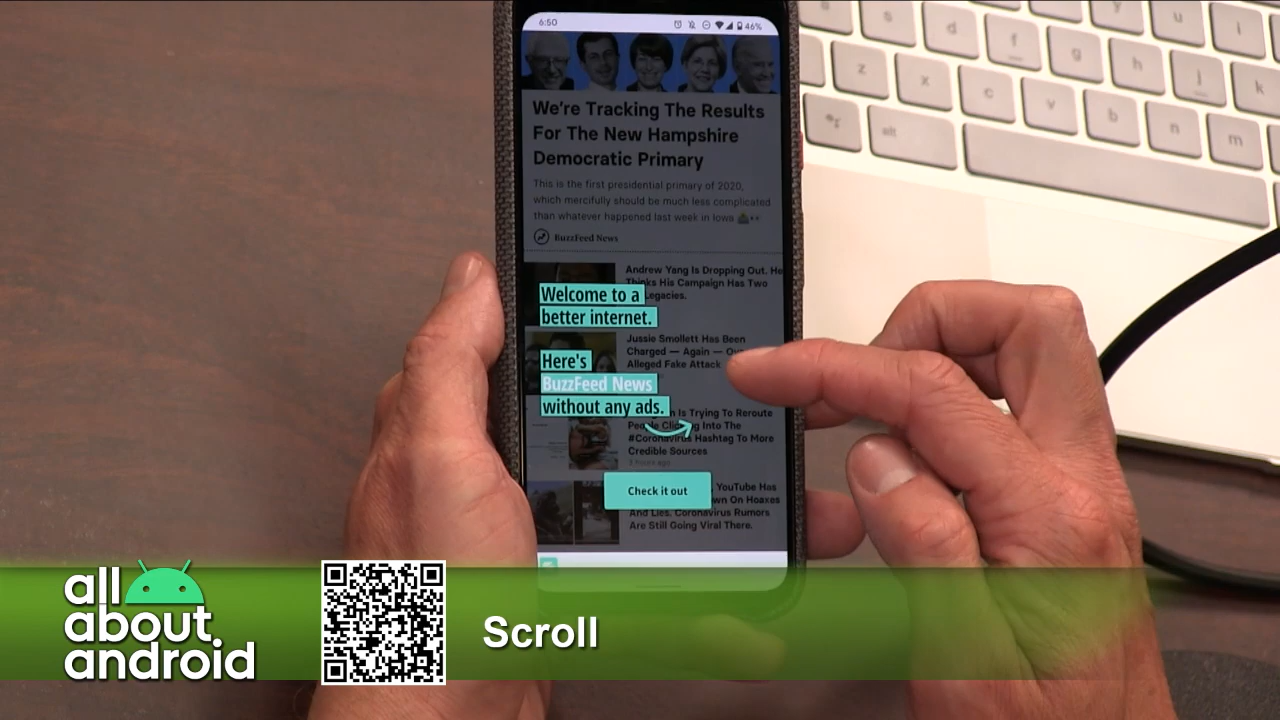 6:50
46%
We're Tracking The Results
For The New Hampshire
Democratic Primary
This is the first presidential primary of 2020,
which mercifully should be much less complicated
than whatever happened last week in Iowa
BuzzFeed News
Andrew Yang Is Dropping Out. He
Thinks His Campaign Has Two
Legacies.
Welcome to a
better internet.
Jussie Smollett Has Been
Charged — Again —
Alleged Fake Attack
Here's
BuzzFeed News
without any ads.
Is Trying To Reroute
Into The
#Coronavirus Hashtag To More
Credible Sources
3 hours ago
Check it out
YouTube Has
On Hoaxes
And Lies. Coronavirus Rumors
Are Still Going Viral There.
s d f g h j k
y u i
z x c v b n m
alt
all
about
android
Scroll